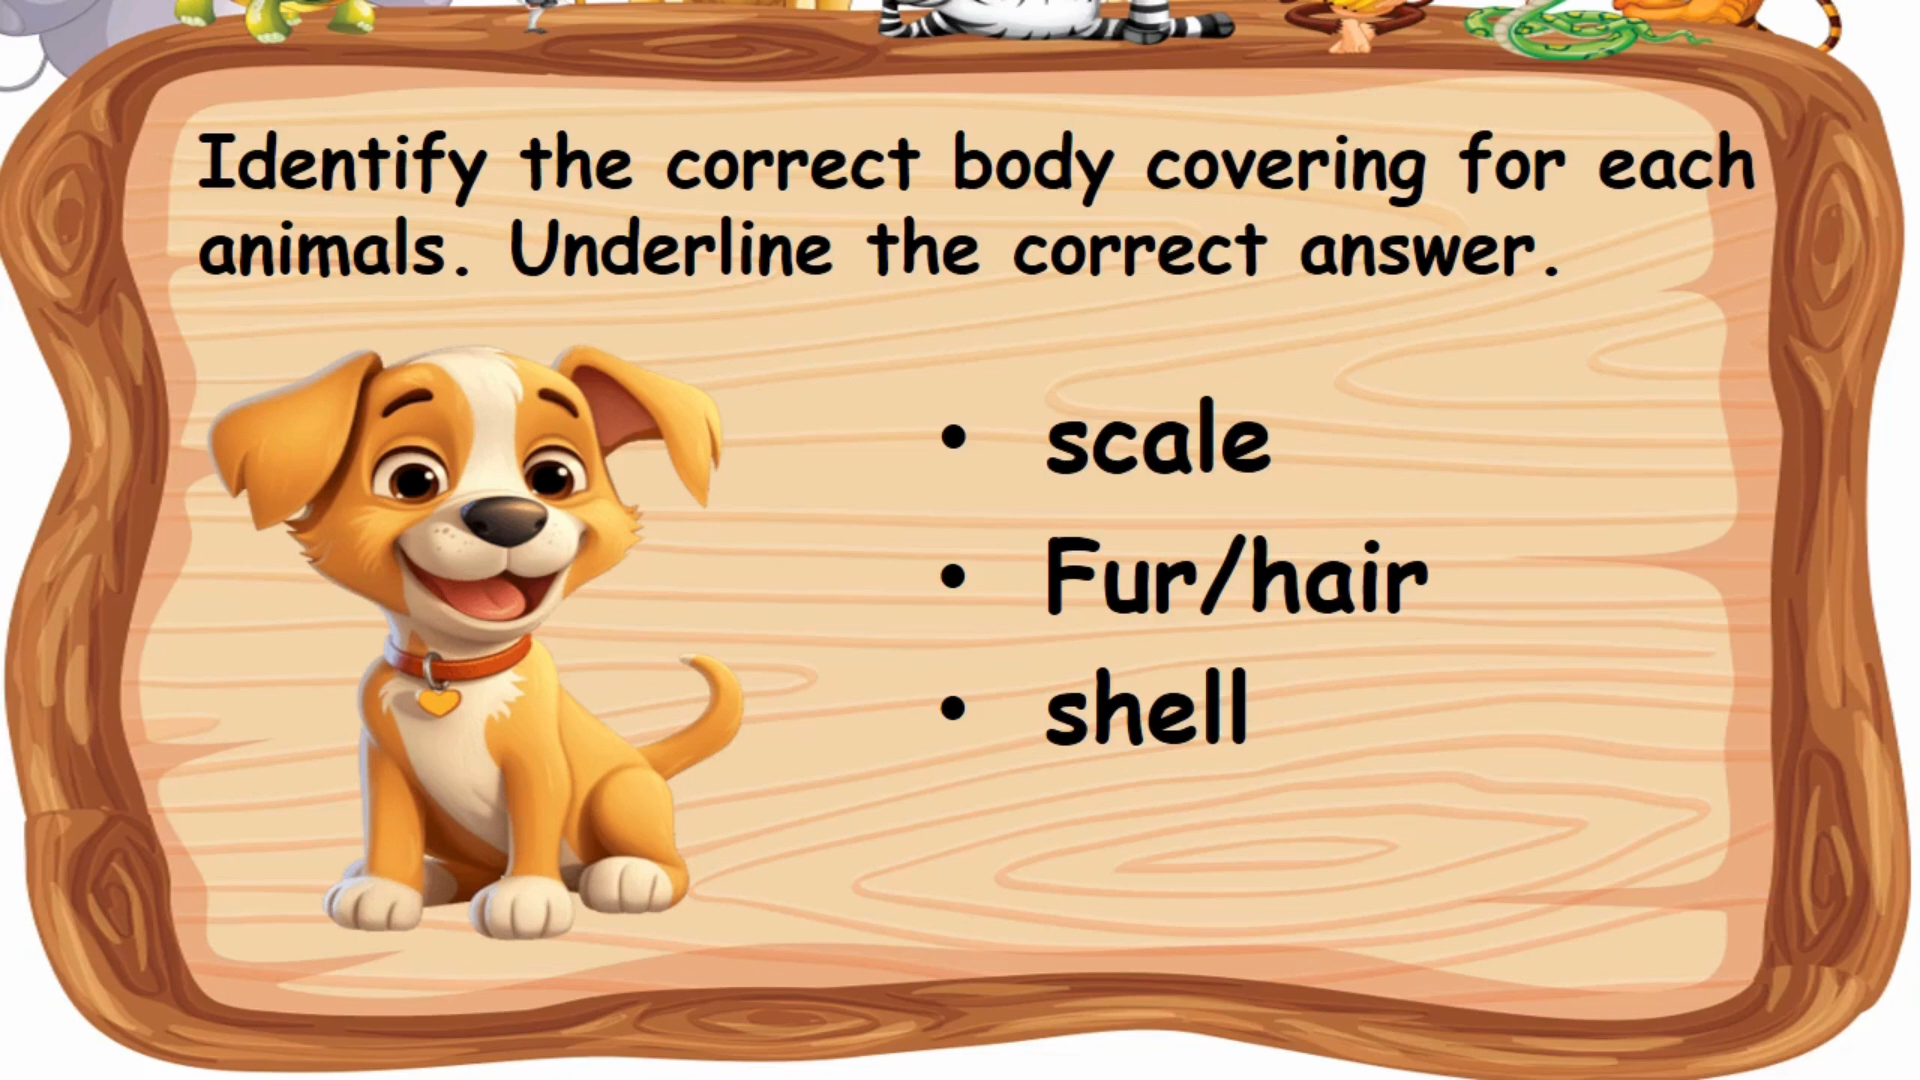 Identify the correct body covering for each
animals. Underline the correct answer.
• scale
• Fur/hair
• shell